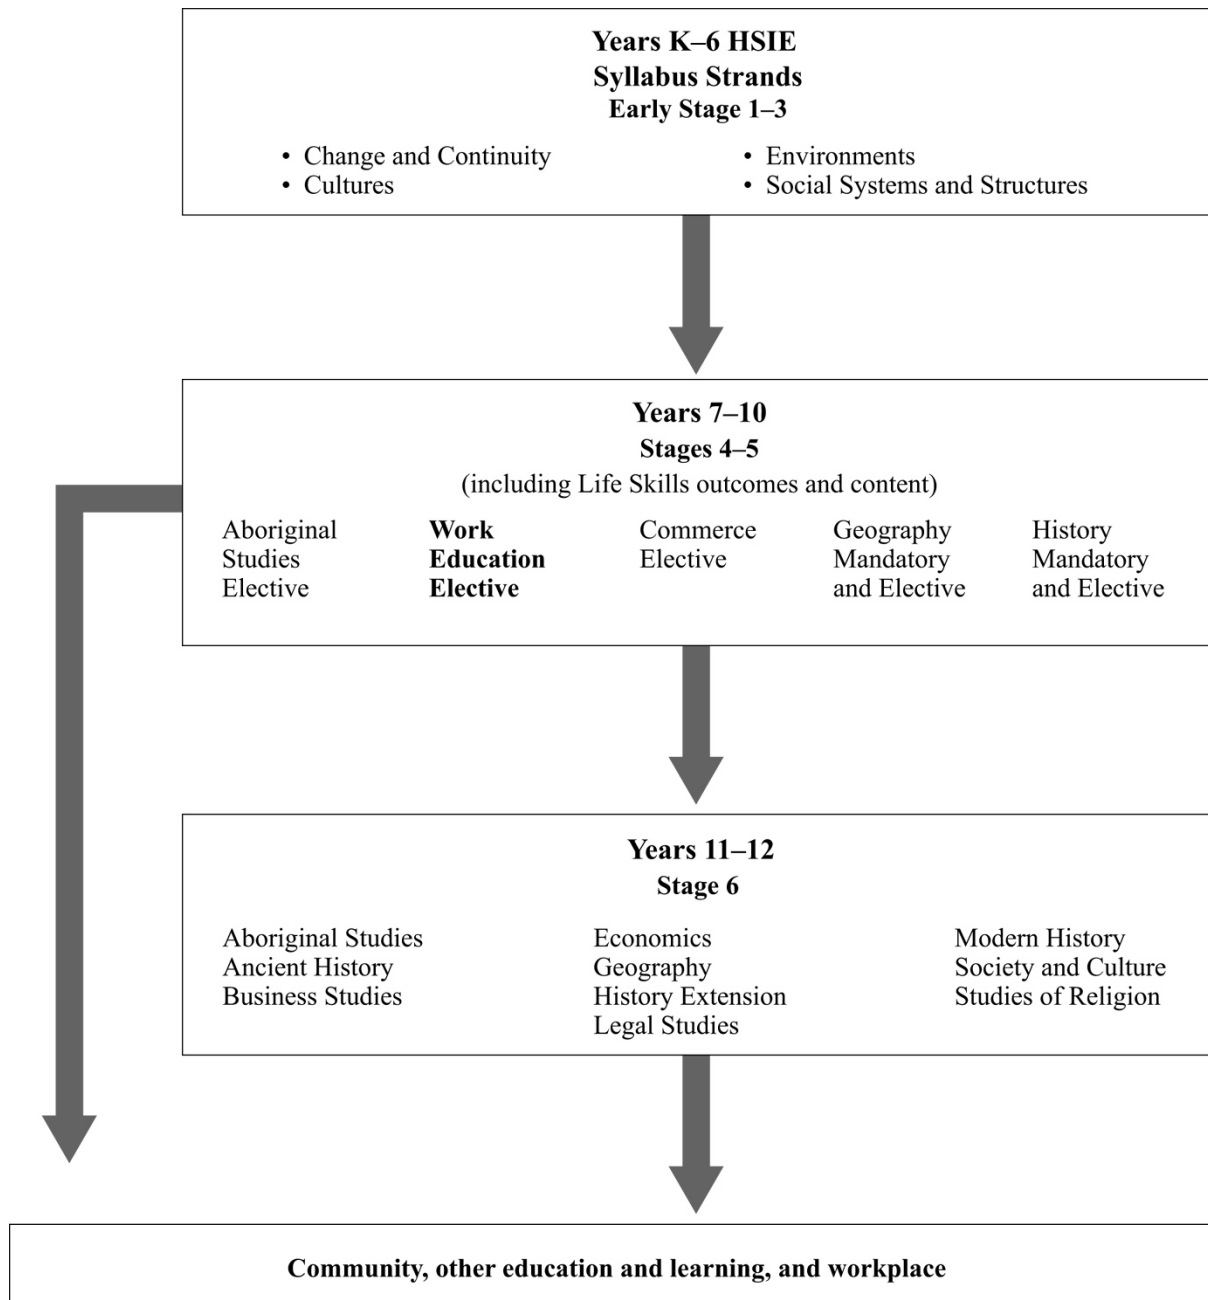 Years K–6 HSIE
Syllabus Strands
Early Stage 1–3
• Change and Continuity
• Cultures
• Environments
• Social Systems and Structures
Years 7–10
Stages 4–5
(including Life Skills outcomes and content)
Aboriginal
Studies
Elective
Work
Education
Elective
Commerce
Elective
Geography
Mandatory
and Elective
History
Mandatory
and Elective
Years 11–12
Stage 6
Aboriginal Studies
Ancient History
Business Studies
Economics
Geography
History Extension
Legal Studies
Modern History
Society and Culture
Studies of Religion
Community, other education and learning, and workplace